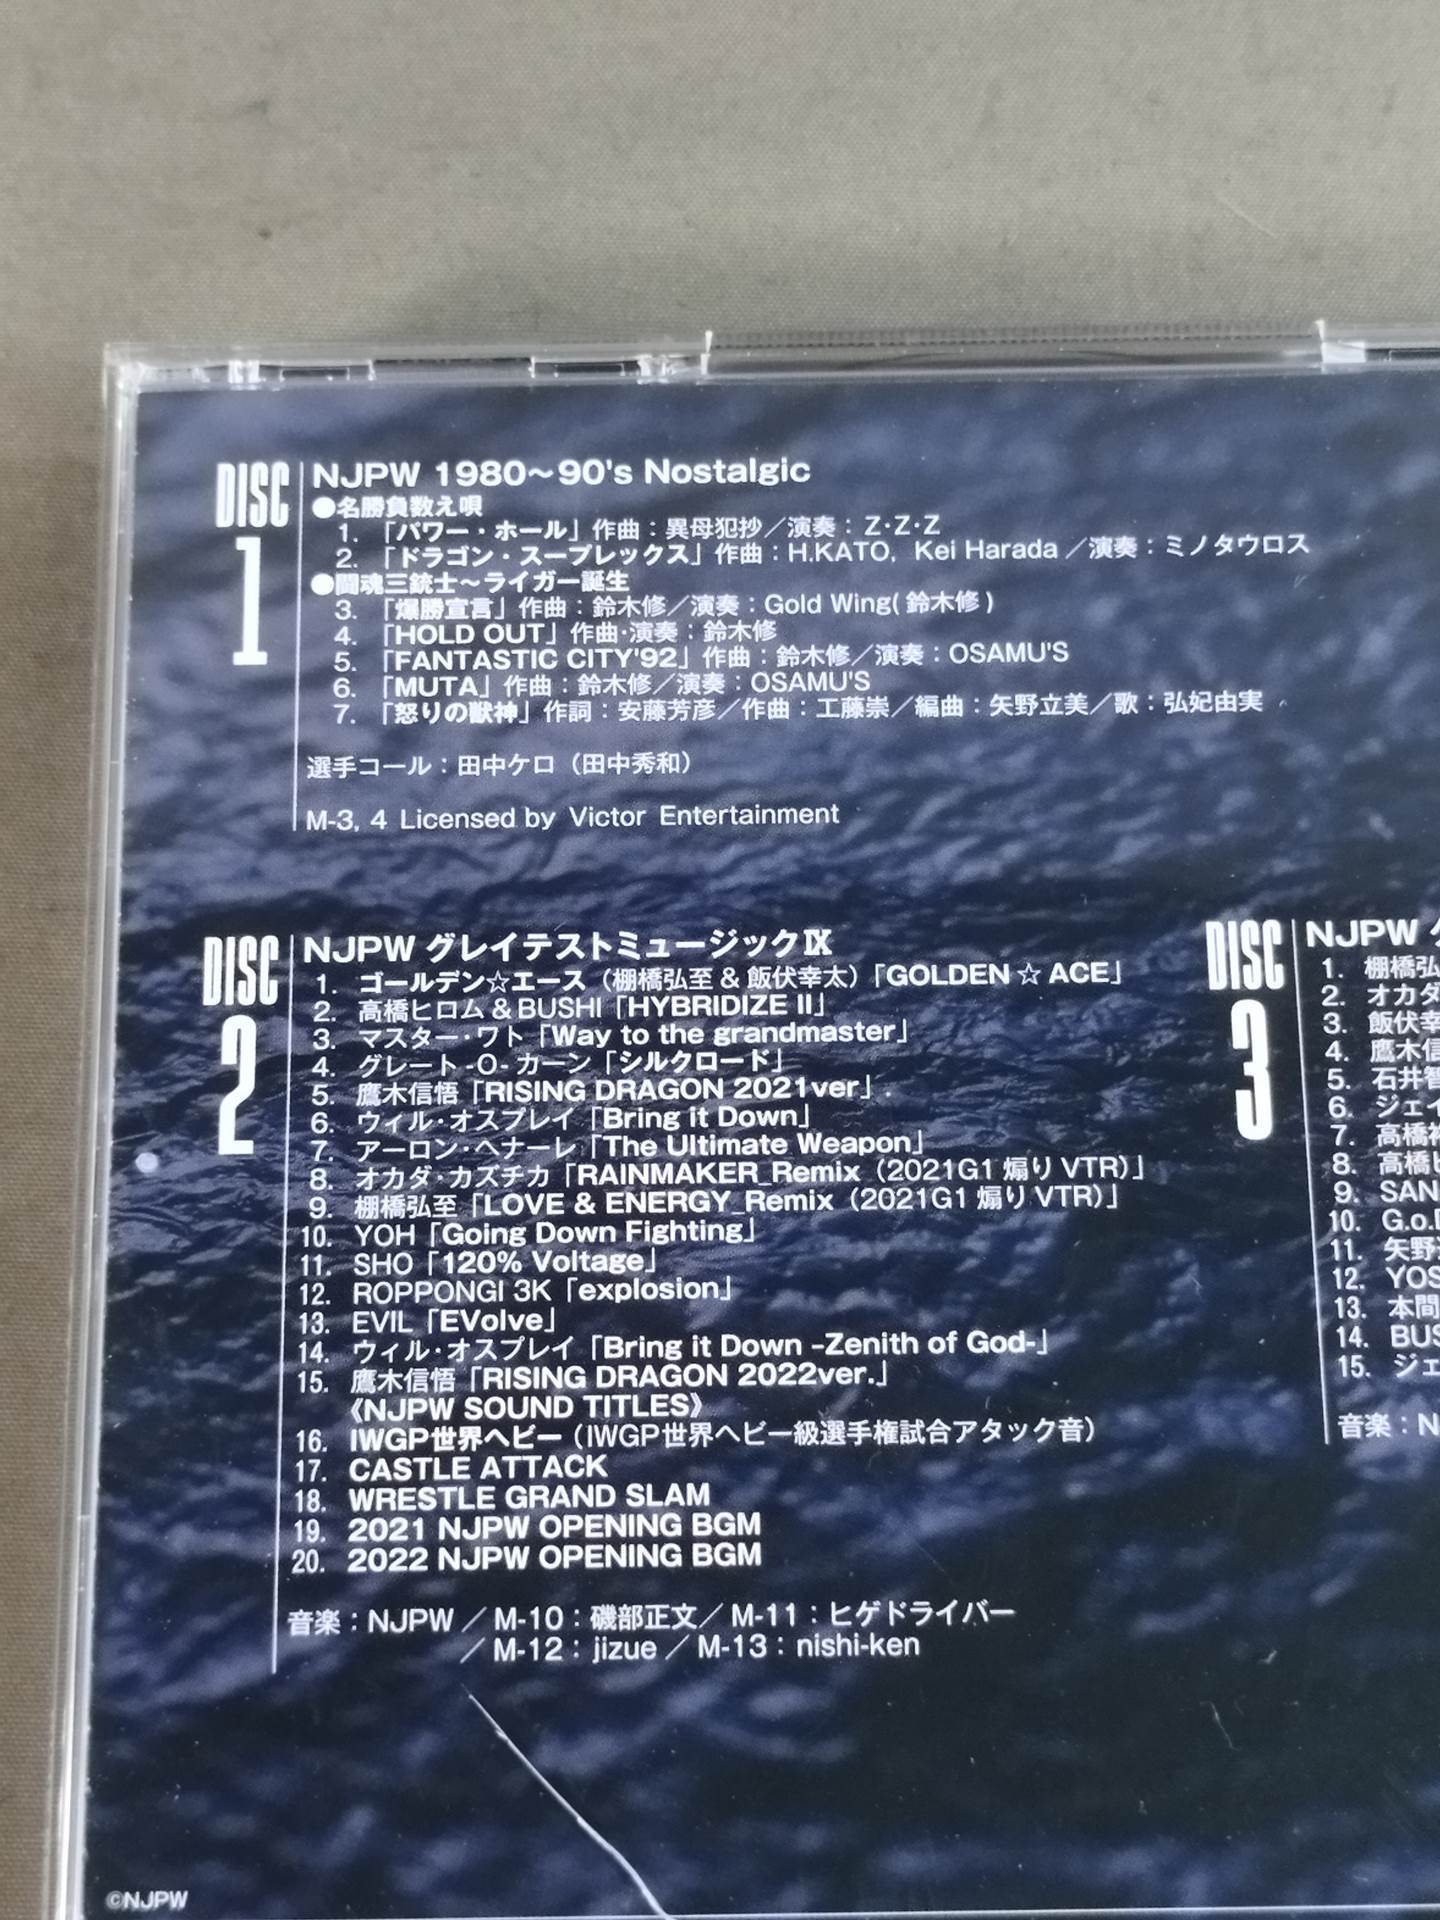 DISC 1
NJPW 1980〜90's Nostalgic
●名勝負数え唄
1. 「パワー・ホール」作曲：異母犯抄／演奏：Z・Z・Z
2. 「ドラゴン・スープレックス」作曲：H.KATO, Kei Harada／演奏：ミノタウロス
●闘魂三銃士〜ライガー誕生
3. 「爆勝宣言」作曲：鈴木修／演奏：Gold Wing(鈴木修)
4. 「HOLD OUT」作曲・演奏：鈴木修
5. 「FANTASTIC CITY'92」作曲：鈴木修／演奏：OSAMU'S
6. 「MUTA」作曲：鈴木修／演奏：OSAMU'S
7. 「怒りの獣神」作詞：安藤芳彦／作曲：工藤崇／編曲：矢野立美／歌：弘妃由実
選手コール：田中ケロ（田中秀和）
M-3, 4 Licensed by Victor Entertainment
DISC 2
NJPW グレイテストミュージックⅨ
1. ゴールデン☆エース（棚橋弘至 & 飯伏幸太）「GOLDEN ☆ ACE」
2. 高橋ヒロム & BUSHI「HYBRIDIZE II」
3. マスター・ワト「Way to the grandmaster」
4. グレート-O-カーン「シルクロード」
5. 鷹木信悟「RISING DRAGON 2021ver」.
6. ウィル・オスプレイ「Bring it Down」
7. アーロン・ヘナーレ「The Ultimate Weapon」
8. オカダ・カズチカ「RAINMAKER_Remix（2021G1 煽り VTR）」
9. 棚橋弘至「LOVE & ENERGY_Remix（2021G1 煽り VTR）」
10. YOH「Going Down Fighting」
11. SHO「120% Voltage」
12. ROPPONGI 3K「explosion」
13. EVIL「EVolve」
14. ウィル・オスプレイ「Bring it Down -Zenith of God-」
15. 鷹木信悟「RISING DRAGON 2022ver.」
《NJPW SOUND TITLES》
16. IWGP世界ヘビー（IWGP世界ヘビー級選手権試合アタック音）
17. CASTLE ATTACK
18. WRESTLE GRAND SLAM
19. 2021 NJPW OPENING BGM
20. 2022 NJPW OPENING BGM
音楽：NJPW ／ M-10：磯部正文／ M-11：ヒゲドライバー
／ M-12：jizue ／ M-13：nishi-ken
DISC 3
NJPW
1. 棚橋弘
2. オカダ
3. 飯伏幸
4. 鷹木信
5. 石井智
6. ジェイ
7. 高橋裕
8. 高橋ヒ
9. SAN
10. G.o.
11. 矢野
12. YOS
13. 本間
14. BUS
15. ジェ
音楽：N
©NJPW